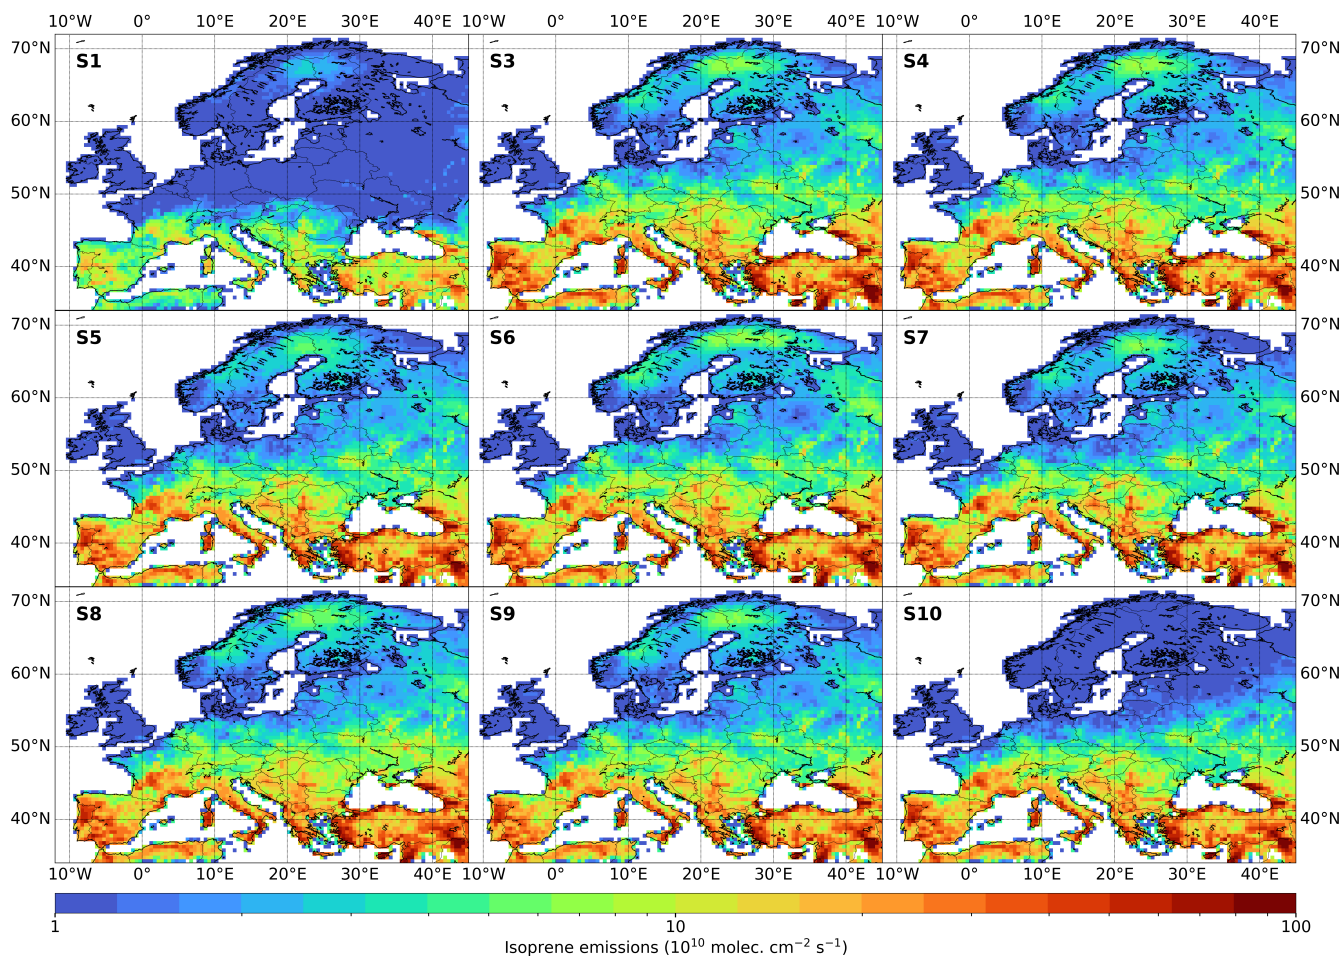 10°W 0° 10°E 20°E 30°E 40°E 10°W 0° 10°E 20°E 30°E 40°E 10°W 0° 10°E 20°E 30°E 40°E
70°N 70°N
S1 S3 S4
60°N 60°N
50°N 50°N
40°N 40°N
70°N 70°N
S5 S6 S7
60°N 60°N
50°N 50°N
40°N 40°N
70°N 70°N
S8 S9 S10
60°N 60°N
50°N 50°N
40°N 40°N
10°W 0° 10°E 20°E 30°E 40°E 10°W 0° 10°E 20°E 30°E 40°E 10°W 0° 10°E 20°E 30°E 40°E
1 10 100
Isoprene emissions (10¹⁰ molec. cm⁻² s⁻¹)